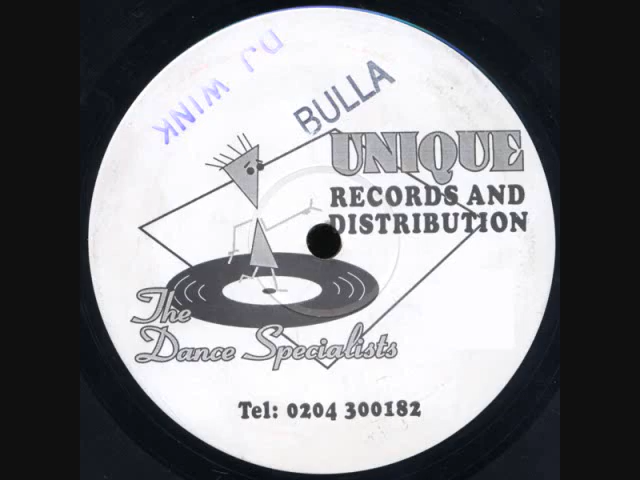 DJ WINK
BULLA
UNIQUE
RECORDS AND
DISTRIBUTION
The
Dance Specialists
Tel: 0204 300182